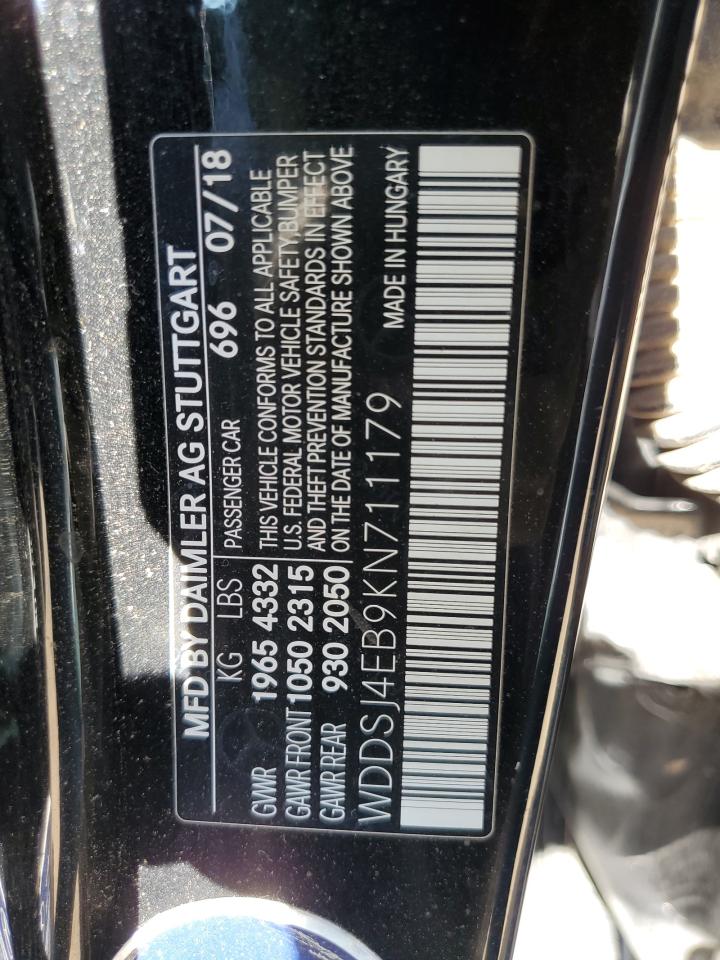 MFD BY DAIMLER AG STUTTGART
KG LBS PASSENGER CAR 696 07/18
GWR 1965 4332 THIS VEHICLE CONFORMS TO ALL APPLICABLE
GAWR FRONT 1050 2315 U.S. FEDERAL MOTOR VEHICLE SAFETY, BUMPER
GAWR REAR 930 2050 AND THEFT PREVENTION STANDARDS IN EFFECT
ON THE DATE OF MANUFACTURE SHOWN ABOVE
WDDSJ4EB9KN711179 MADE IN HUNGARY